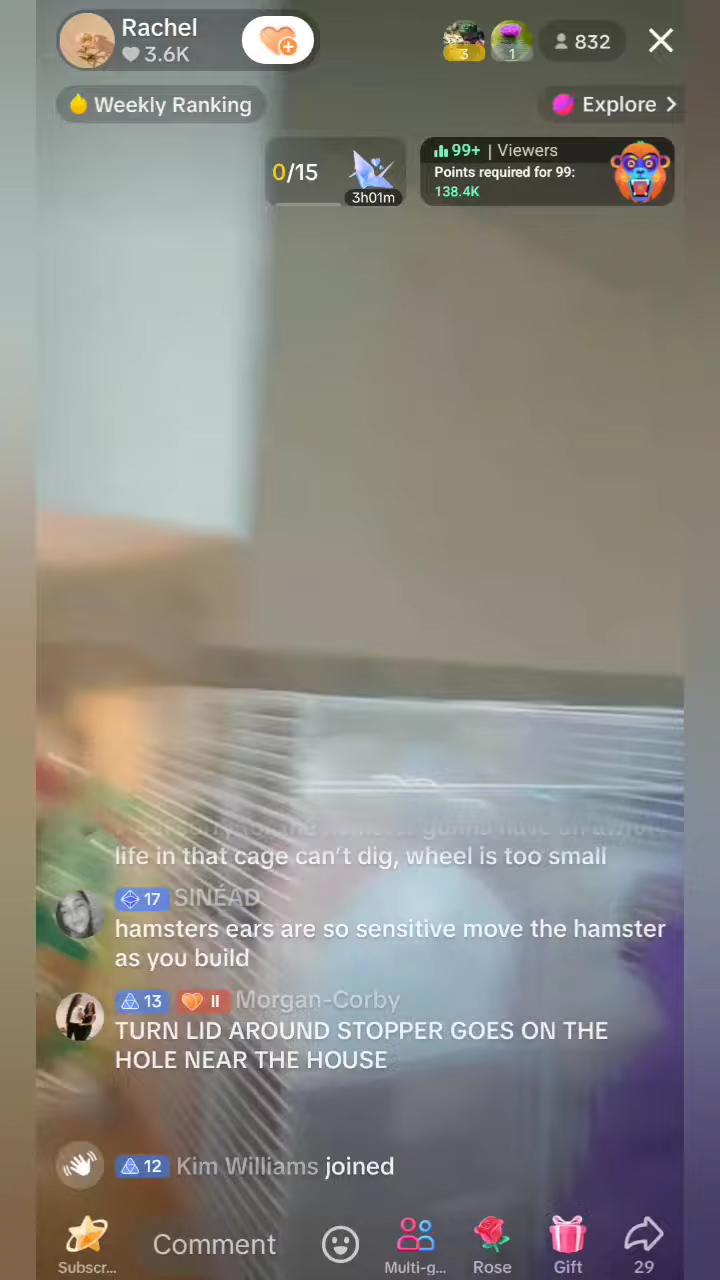 Rachel
3.6K
3
1
832
Weekly Ranking
Explore
0/15
3h01m
99+ | Viewers
Points required for 99:
138.4K
life in that cage can't dig, wheel is too small
17 SINÉAD
hamsters ears are so sensitive move the hamster
as you build
13 II Morgan-Corby
TURN LID AROUND STOPPER GOES ON THE
HOLE NEAR THE HOUSE
12 Kim Williams joined
Subscr...
Comment
Multi-g...
Rose
Gift
29